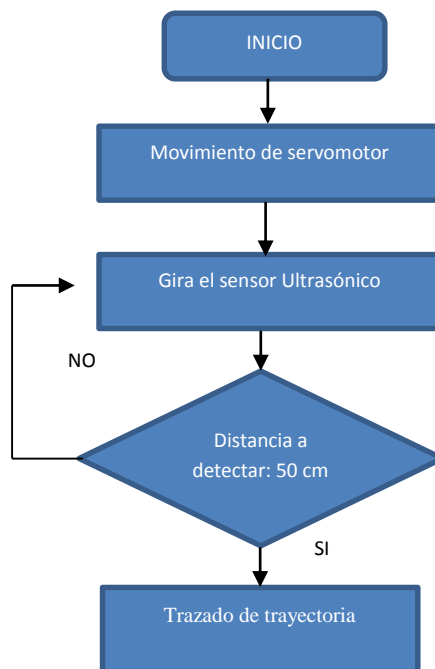 INICIO
Movimiento de servomotor
Gira el sensor Ultrasónico
NO
Distancia a
detectar: 50 cm
SI
Trazado de trayectoria